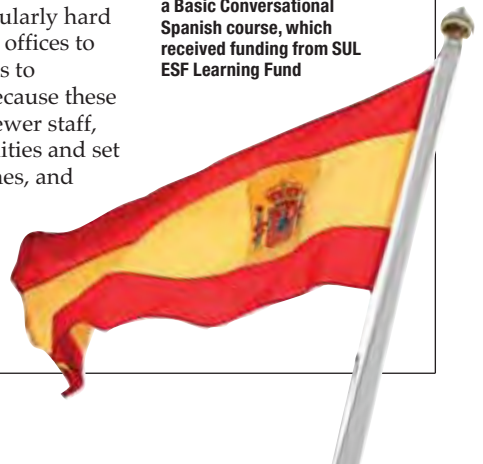 ularly hard
offices to
s to
ecause these
ewer staff,
lities and set
nes, and
a Basic Conversational
Spanish course, which
received funding from SUL
ESF Learning Fund